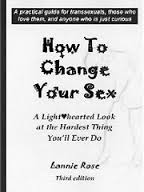 A practical guide for transsexuals, those who
love them, and anyone who is just curious
How To
Change
Your Sex
A Light♥hearted Look
at the Hardest Thing
You'll Ever Do
Lannie Rose
Third edition